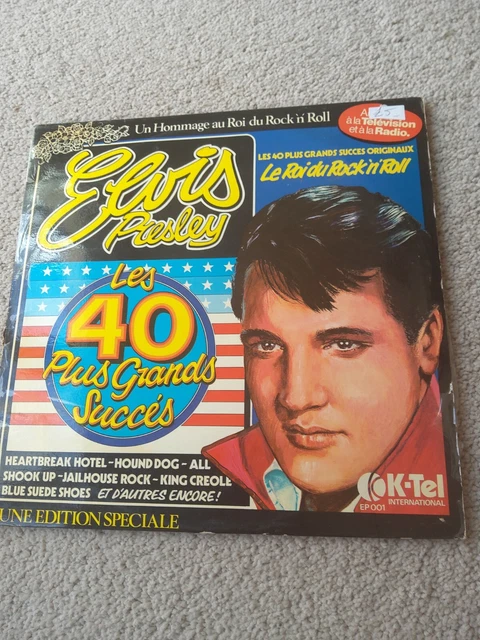 Un Hommage au Roi du Rock 'n' Roll
à la Télévision
et à la Radio.
Elvis
Presley
LES 40 PLUS GRANDS SUCCES ORIGINAUX
Le Roi du Rock 'n' Roll
Les
40
Plus Grands
Succés
HEARTBREAK HOTEL - HOUND DOG - ALL
SHOOK UP - JAILHOUSE ROCK - KING CREOLE
BLUE SUEDE SHOES ET D'AUTRES ENCORE!
K-Tel
INTERNATIONAL
EP 001
UNE EDITION SPECIALE